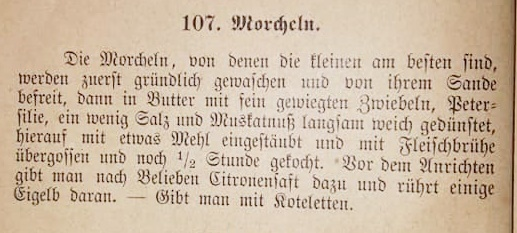 107. Morcheln.
Die Morcheln, von denen die kleinen am besten sind,
werden zuerst gründlich gewaschen und von ihrem Sande
befreit, dann in Butter mit fein gewiegten Zwiebeln, Peter-
silie, ein wenig Salz und Muskatnuß langsam weich gedünstet,
hierauf mit etwas Mehl eingestäubt und mit Fleischbrühe
übergossen und noch 1/2 Stunde gekocht. Vor dem Anrichten
gibt man nach Belieben Citronensaft dazu und rührt einige
Eigelb daran. — Gibt man mit Koteletten.